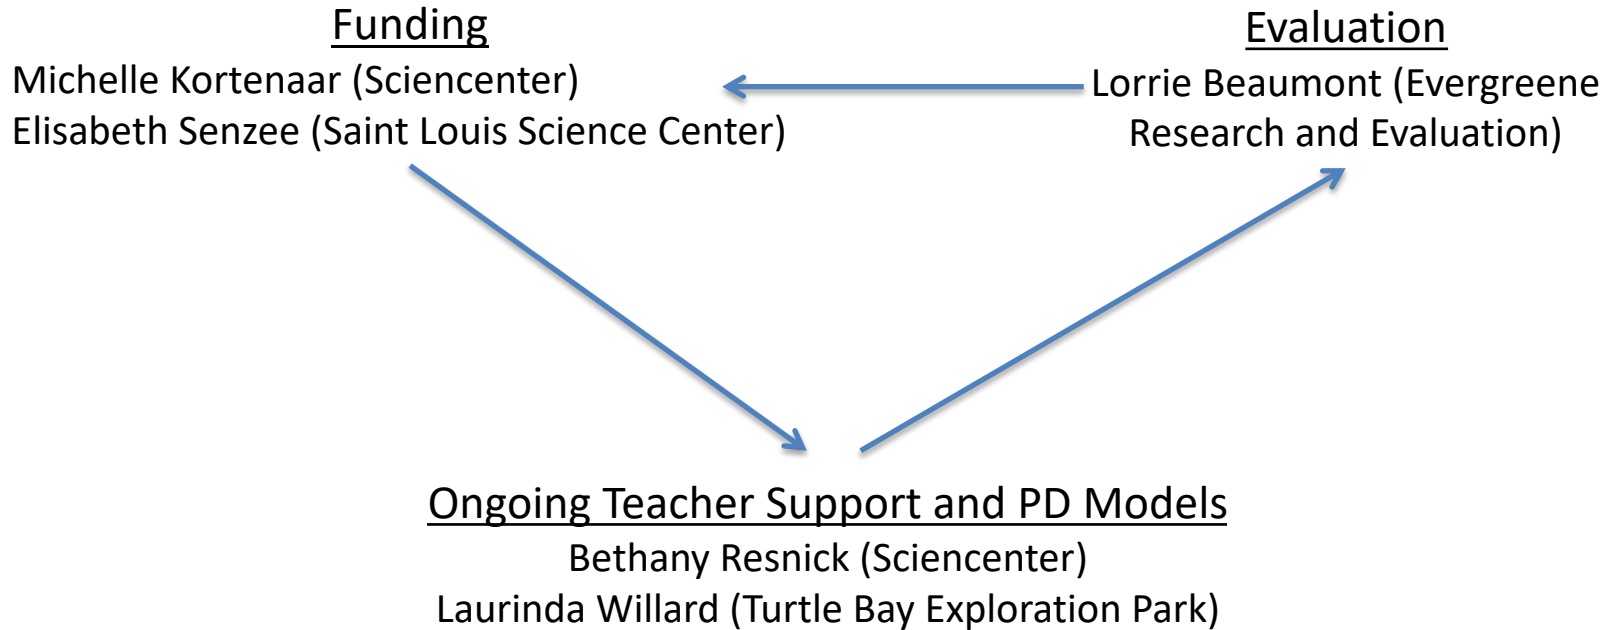 Funding
Michelle Kortenaar (Sciencenter)
Elisabeth Senzee (Saint Louis Science Center)
Evaluation
Lorrie Beaumont (Evergreene
Research and Evaluation)
Ongoing Teacher Support and PD Models
Bethany Resnick (Sciencenter)
Laurinda Willard (Turtle Bay Exploration Park)